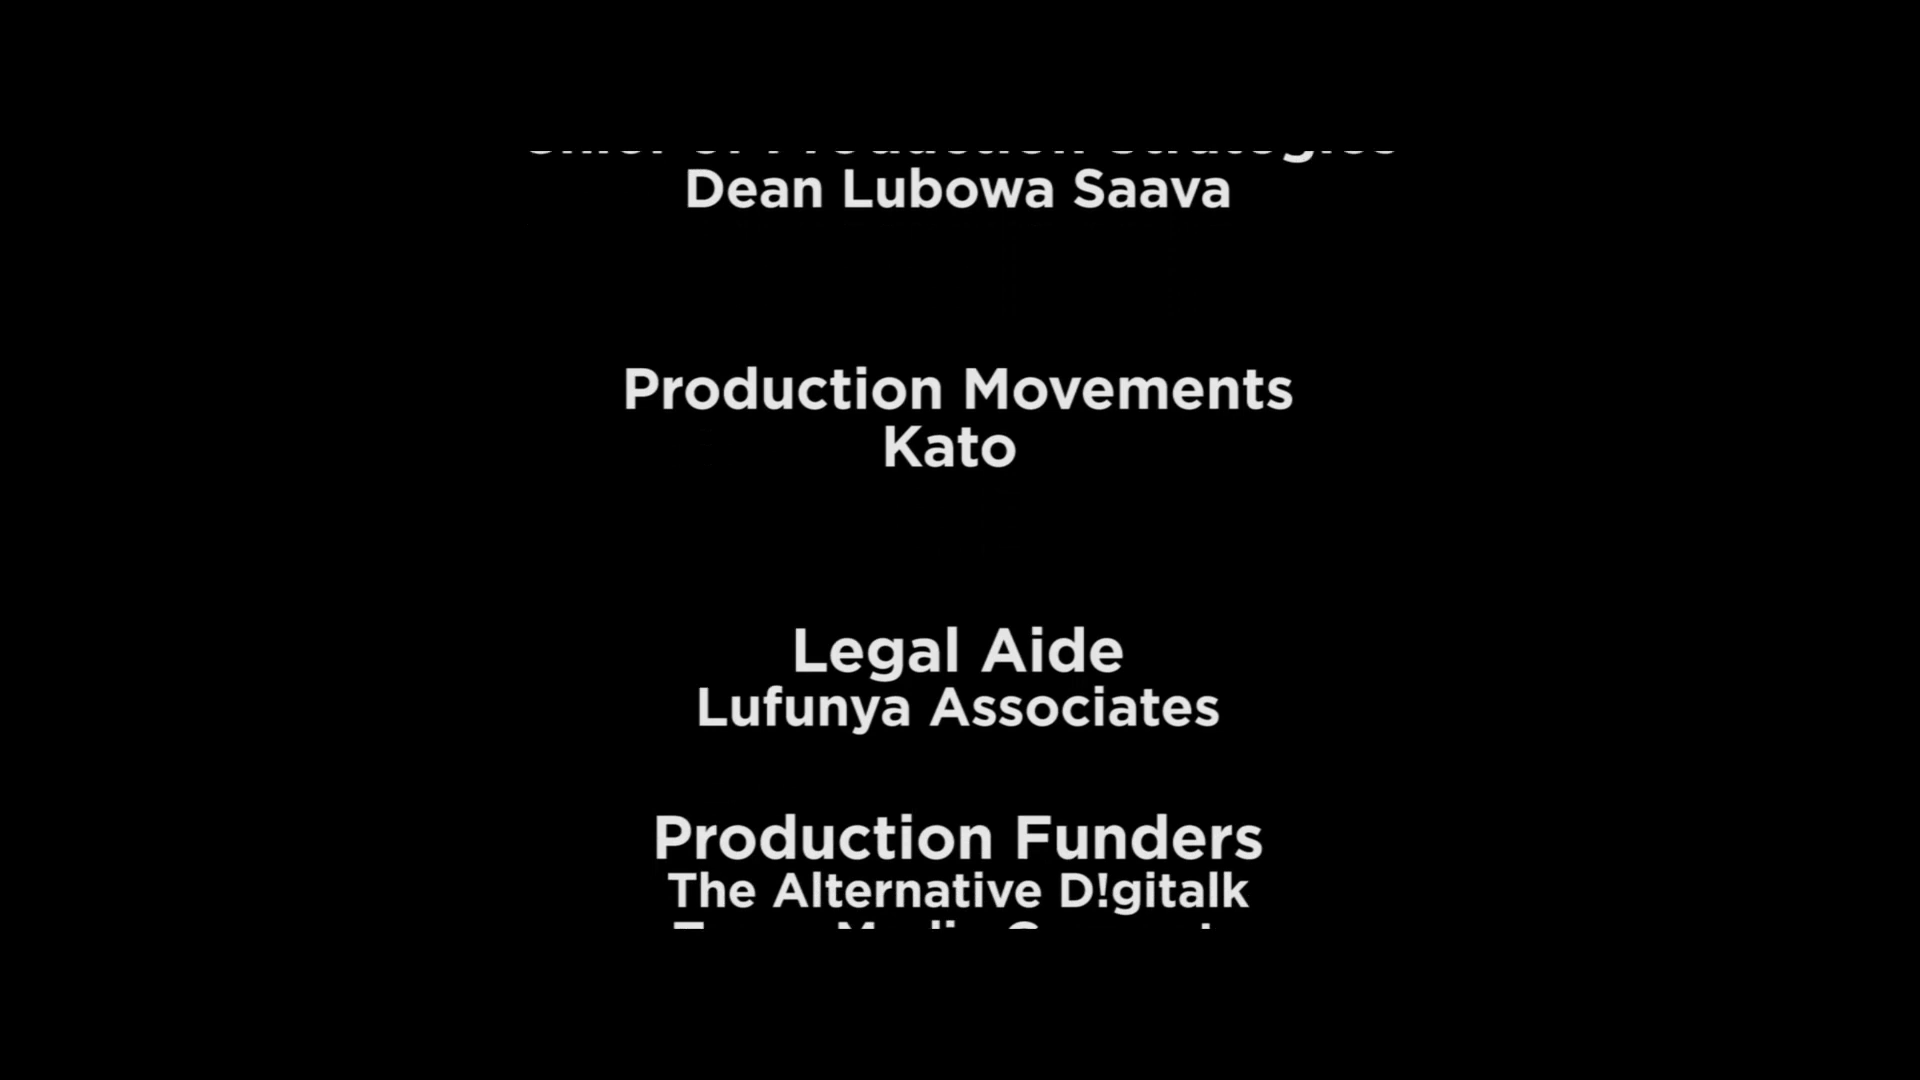 Dean Lubowa Saava
Production Movements
Kato
Legal Aide
Lufunya Associates
Production Funders
The Alternative D!gitalk